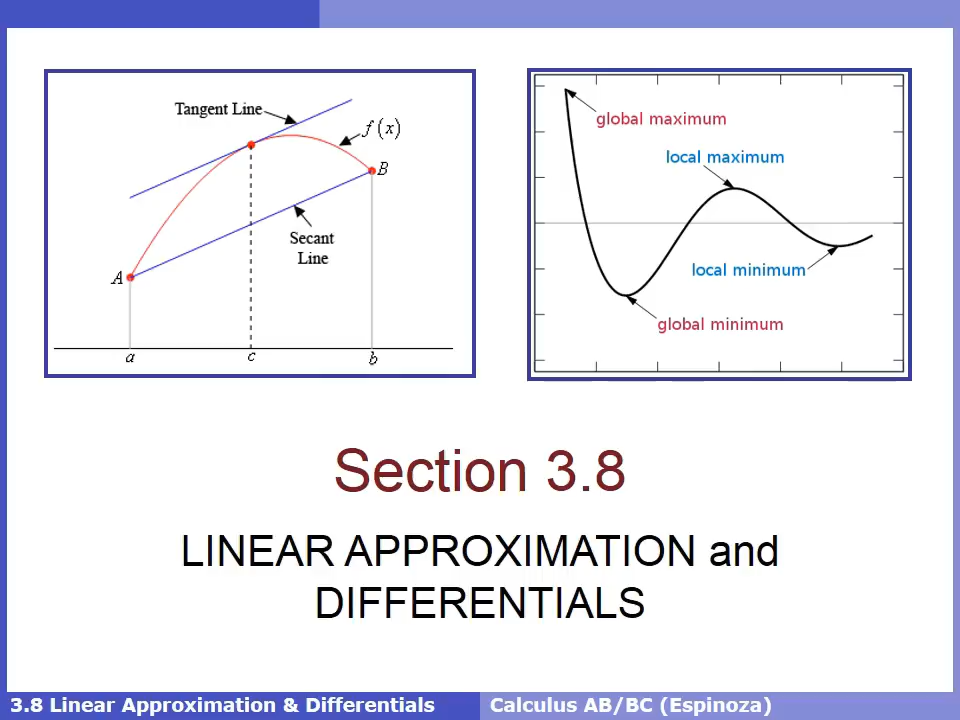 Tangent Line
f (x)
B
Secant
Line
A
a
c
b
global maximum
local maximum
local minimum
global minimum
Section 3.8
LINEAR APPROXIMATION and
DIFFERENTIALS
3.8 Linear Approximation & Differentials
Calculus AB/BC (Espinoza)